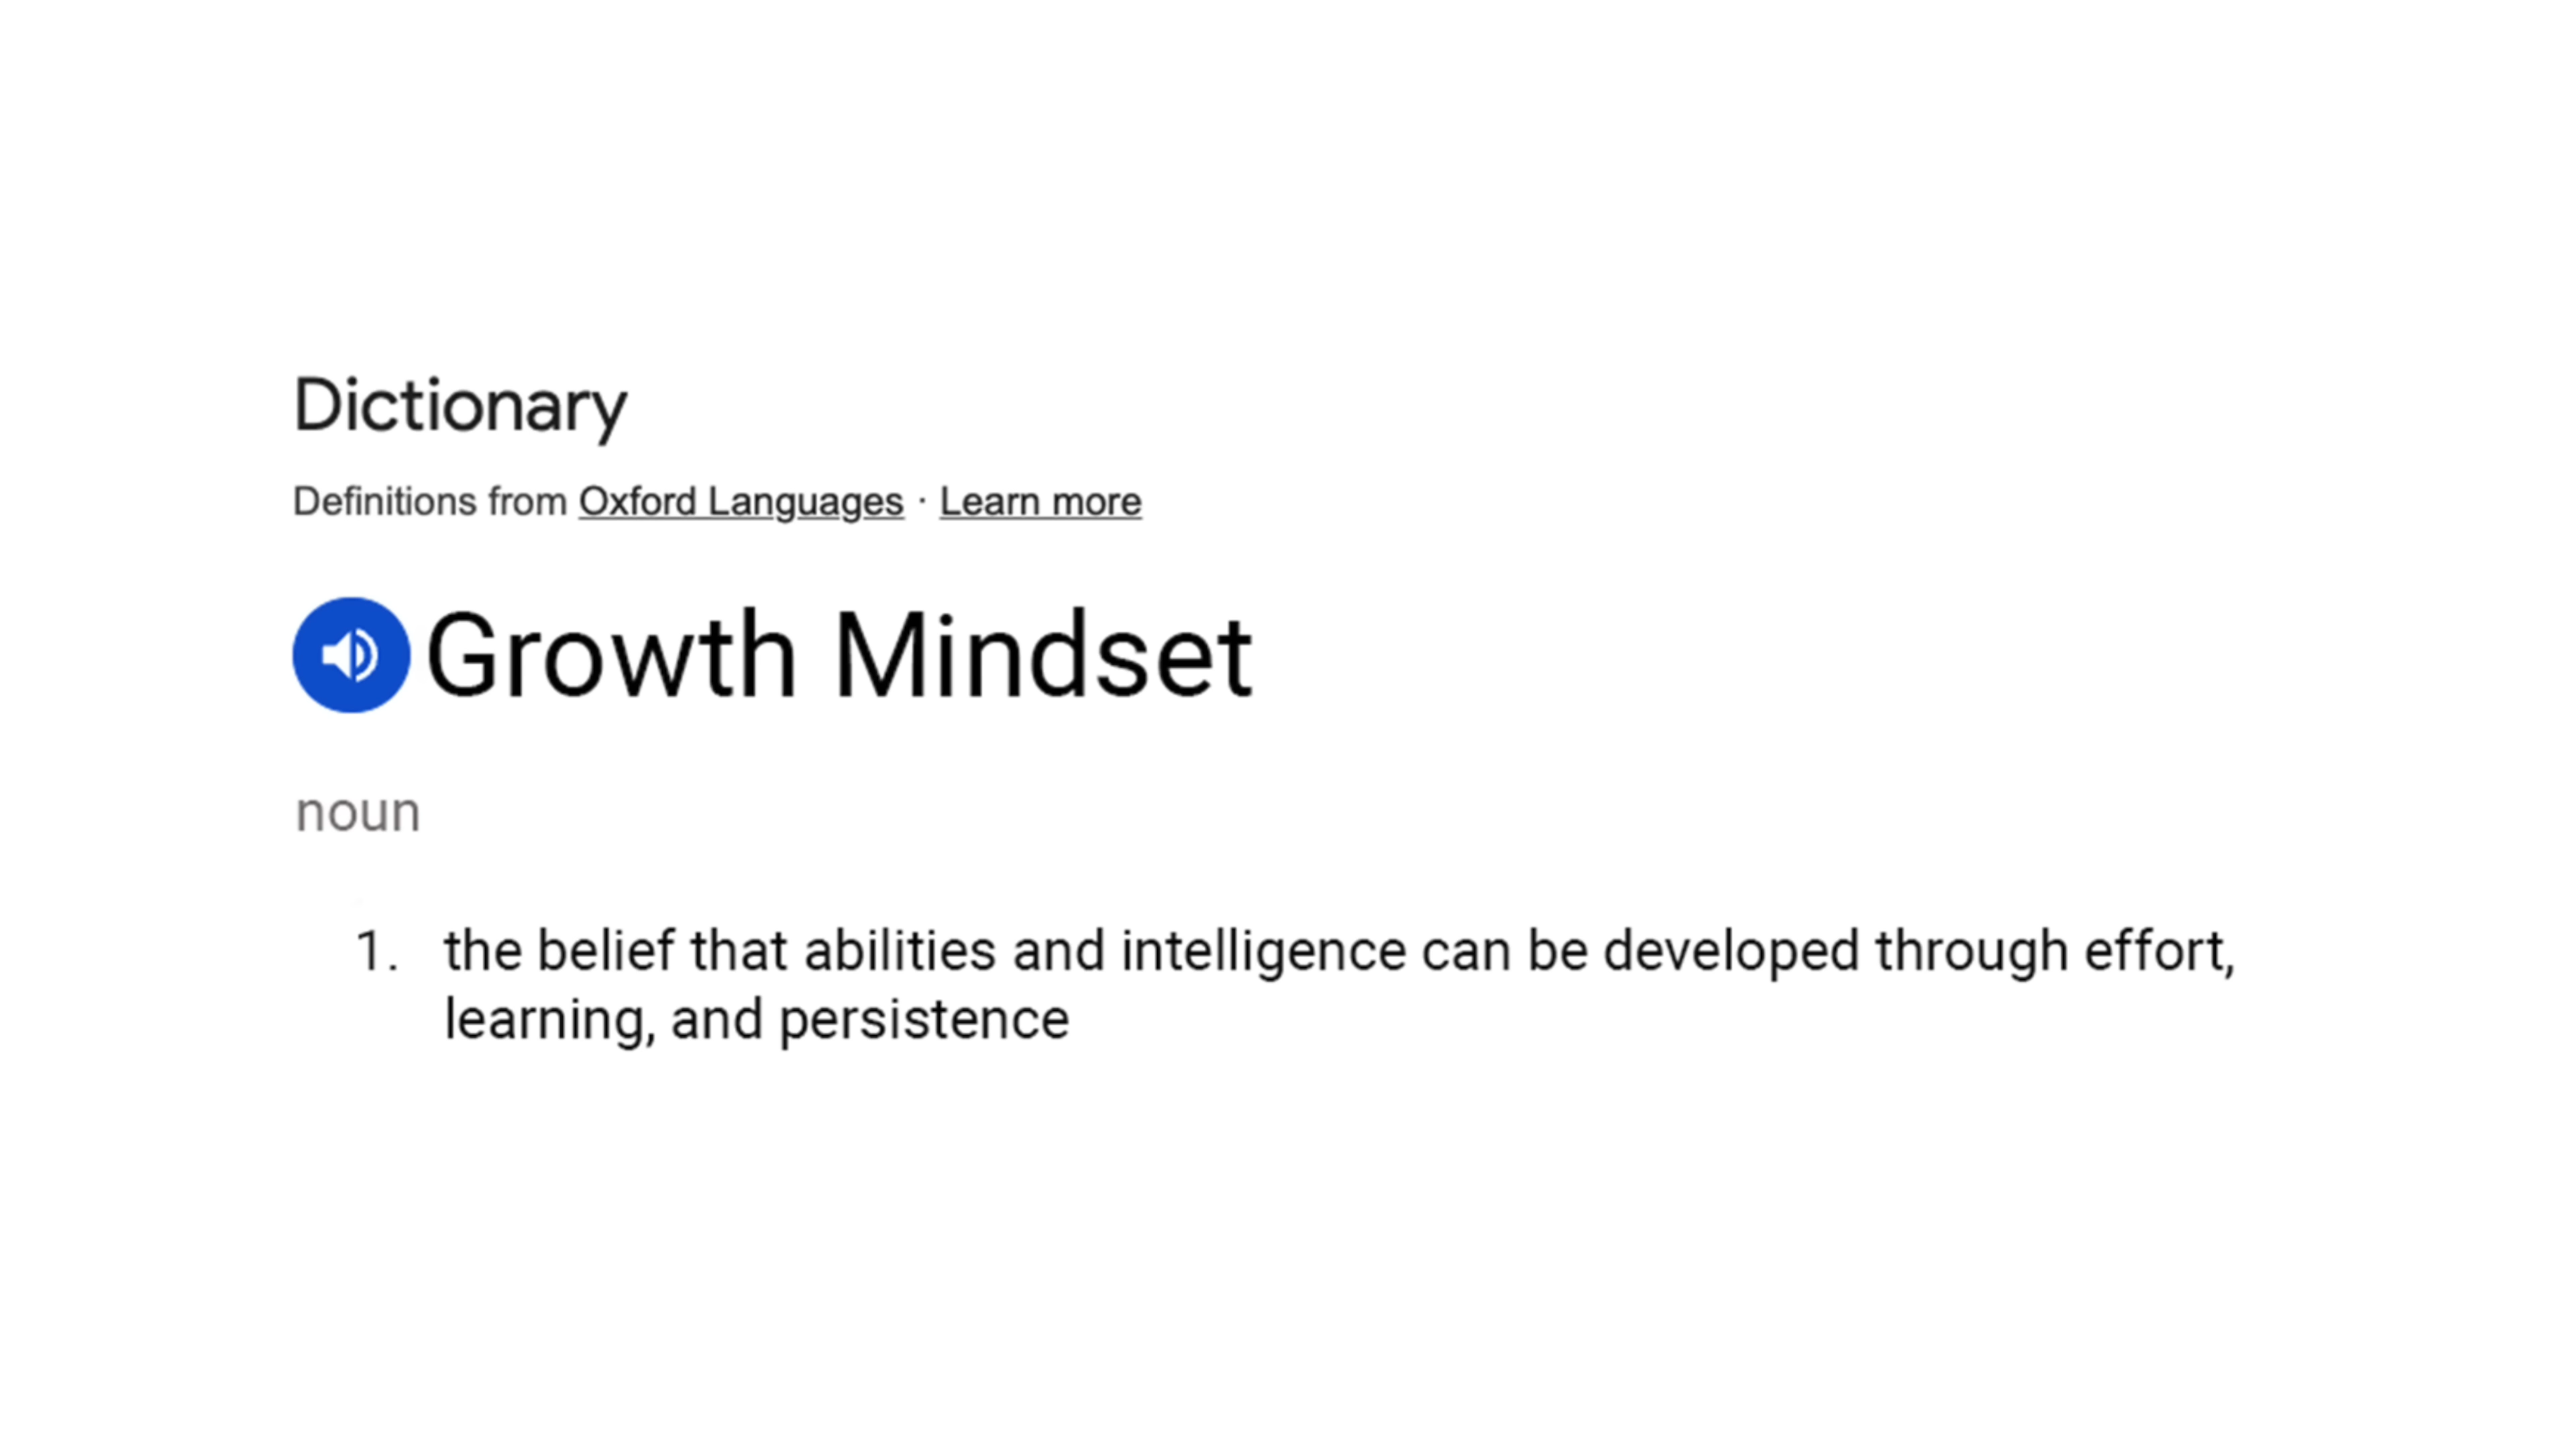 Dictionary
Definitions from Oxford Languages · Learn more
Growth Mindset
noun
1. the belief that abilities and intelligence can be developed through effort,
learning, and persistence